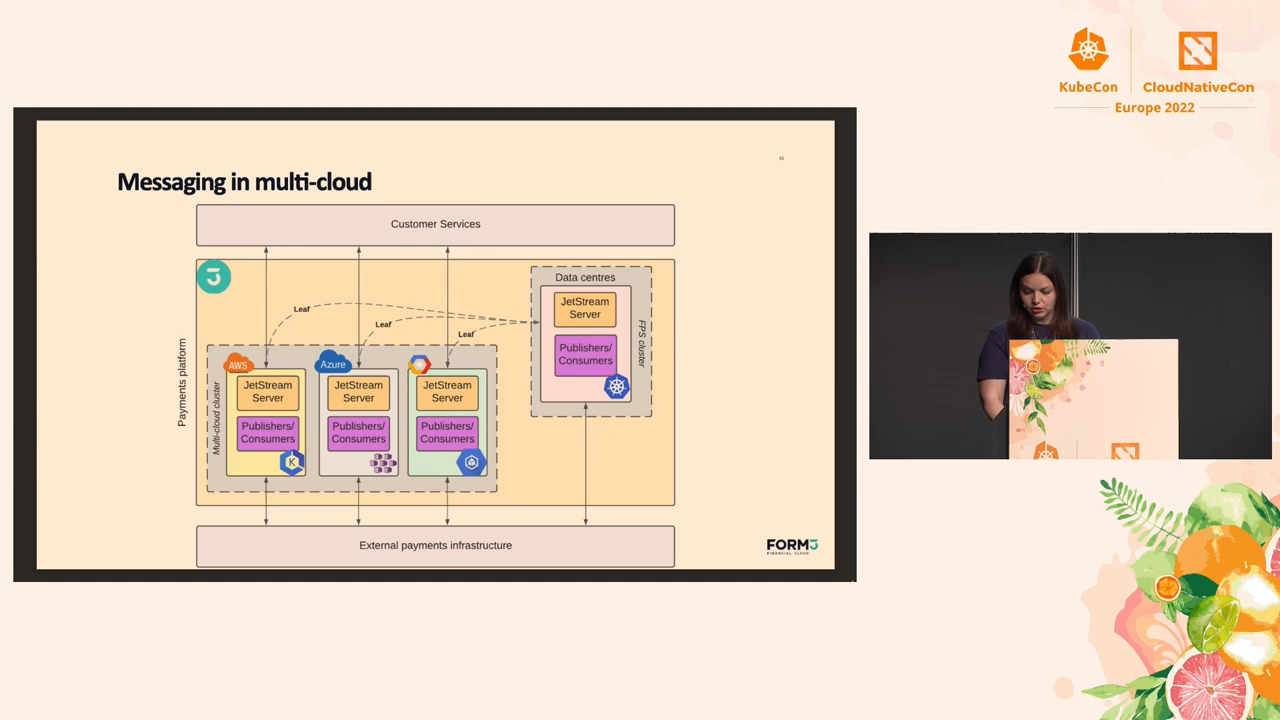 KubeCon
CloudNativeCon
Europe 2022
Messaging in multi-cloud
Customer Services
Payments platform
Data centres
JetStream
Server
Publishers/
Consumers
FPS cluster
Leaf
Leaf
Leaf
Multi-cloud cluster
AWS
JetStream
Server
Publishers/
Consumers
K
Azure
JetStream
Server
Publishers/
Consumers
JetStream
Server
Publishers/
Consumers
External payments infrastructure
FORM3
FINANCIAL CLOUD